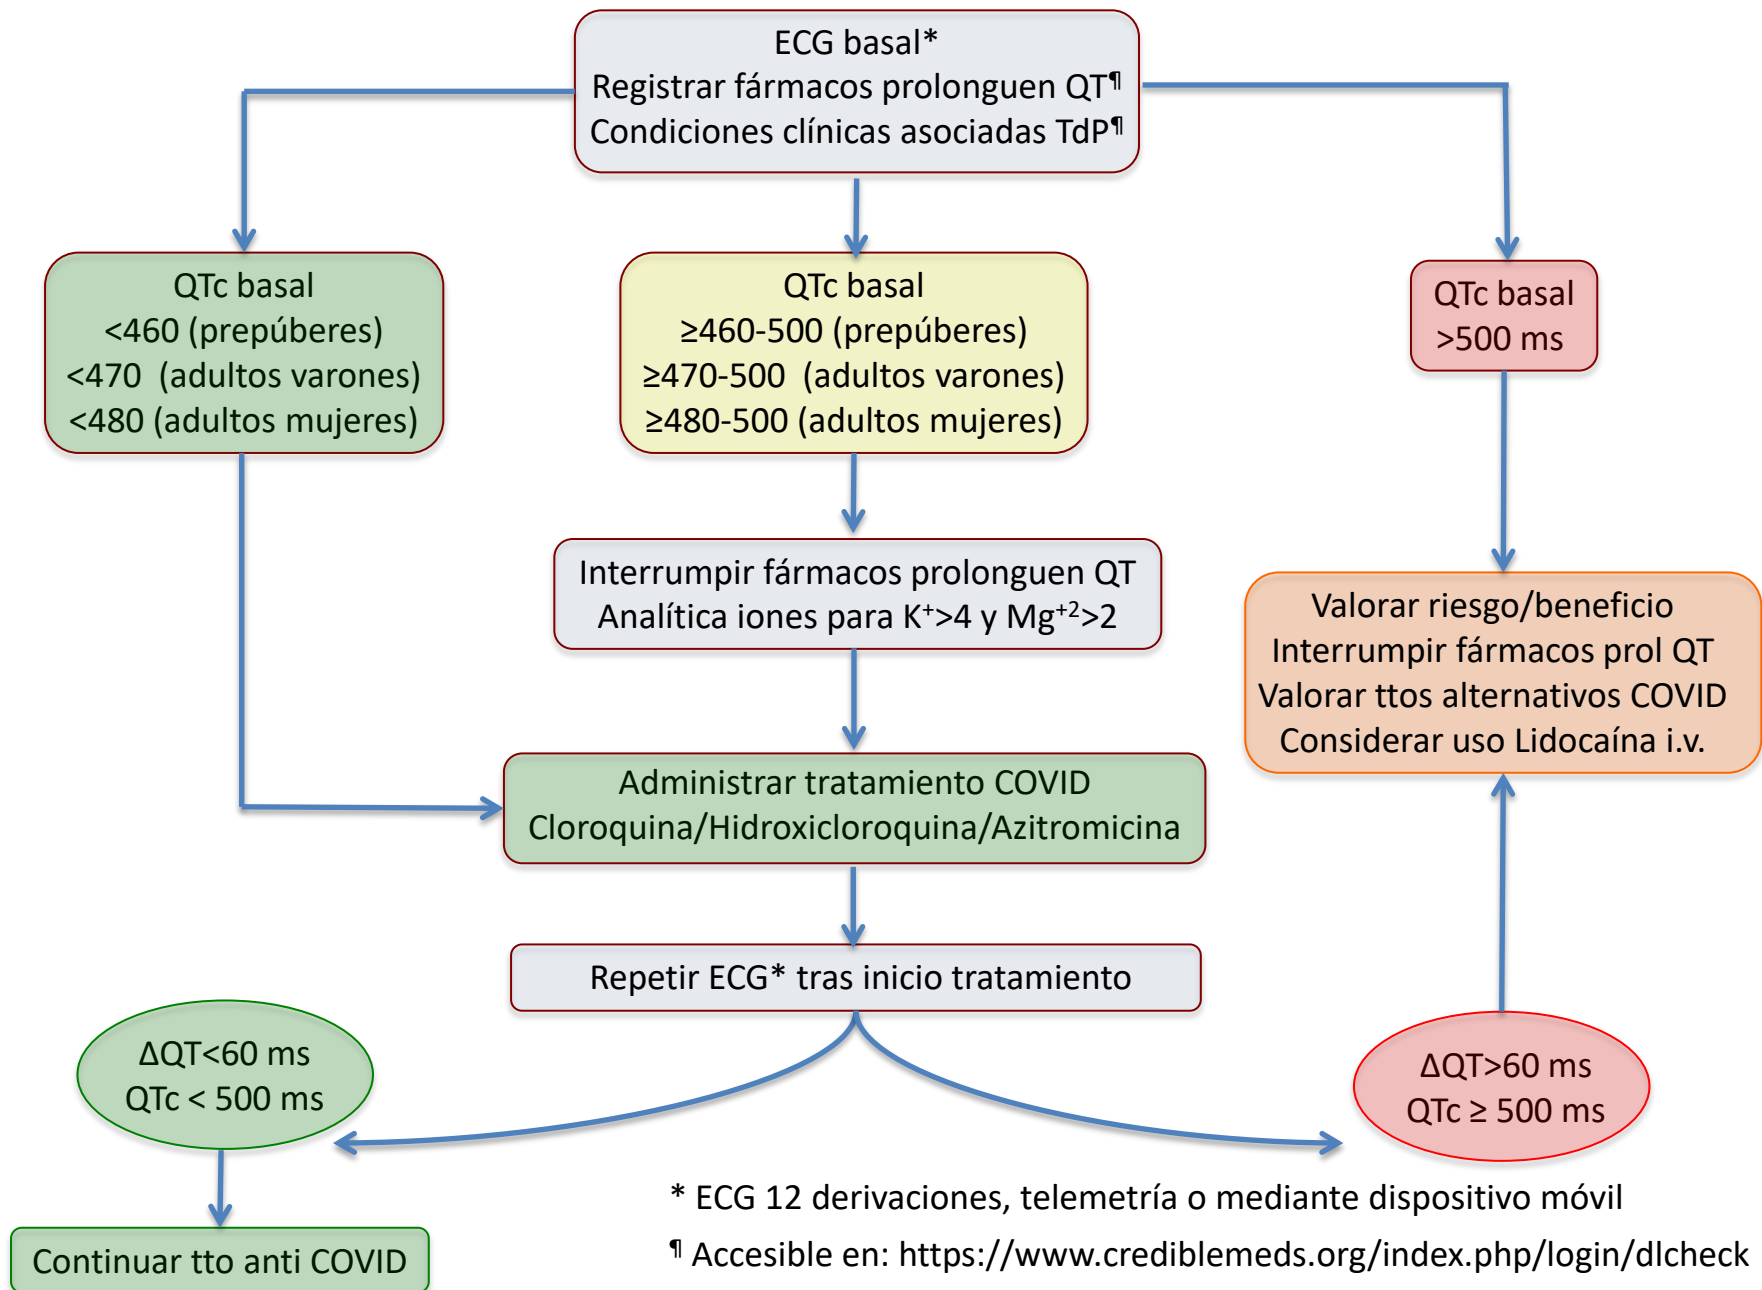 ECG basal*
Registrar fármacos prolonguen QT¶
Condiciones clínicas asociadas TdP¶
QTc basal
<460 (prepúberes)
<470 (adultos varones)
<480 (adultos mujeres)
QTc basal
≥460-500 (prepúberes)
≥470-500 (adultos varones)
≥480-500 (adultos mujeres)
QTc basal
>500 ms
Interrumpir fármacos prolonguen QT
Analítica iones para K⁺>4 y Mg⁺²>2
Valorar riesgo/beneficio
Interrumpir fármacos prol QT
Valorar ttos alternativos COVID
Considerar uso Lidocaína i.v.
Administrar tratamiento COVID
Cloroquina/Hidroxicloroquina/Azitromicina
Repetir ECG* tras inicio tratamiento
ΔQT<60 ms
QTc < 500 ms
ΔQT>60 ms
QTc ≥ 500 ms
Continuar tto anti COVID
* ECG 12 derivaciones, telemetría o mediante dispositivo móvil
¶ Accesible en: https://www.crediblemeds.org/index.php/login/dlcheck